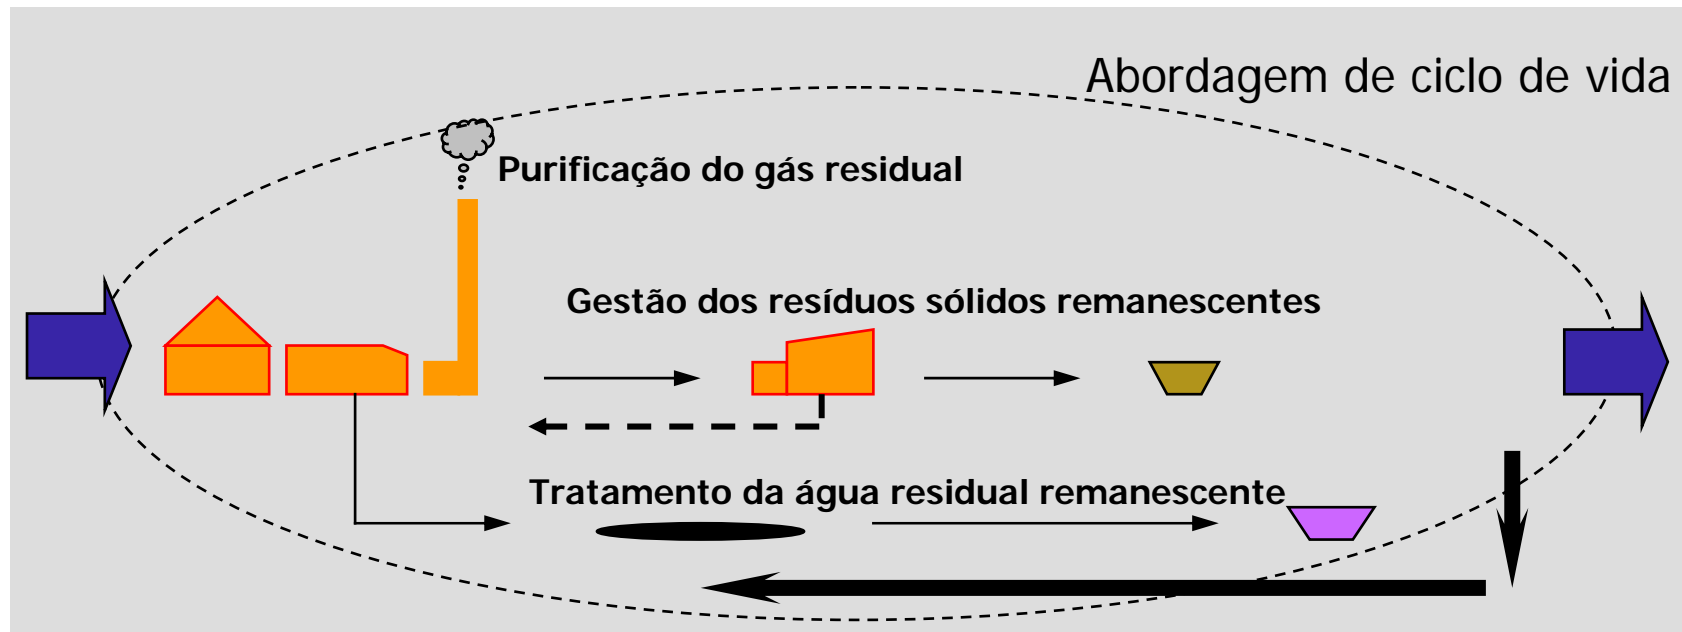 Abordagem de ciclo de vida
Purificação do gás residual
Gestão dos resíduos sólidos remanescentes
Tratamento da água residual remanescente